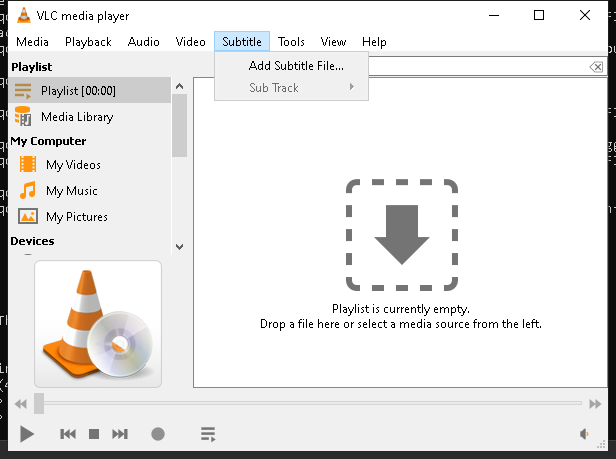 VLC media player
Media Playback Audio Video Subtitle Tools View Help
Add Subtitle File...
Sub Track
Playlist
Playlist [00:00]
Media Library
My Computer
My Videos
My Music
My Pictures
Devices
Playlist is currently empty.
Drop a file here or select a media source from the left.